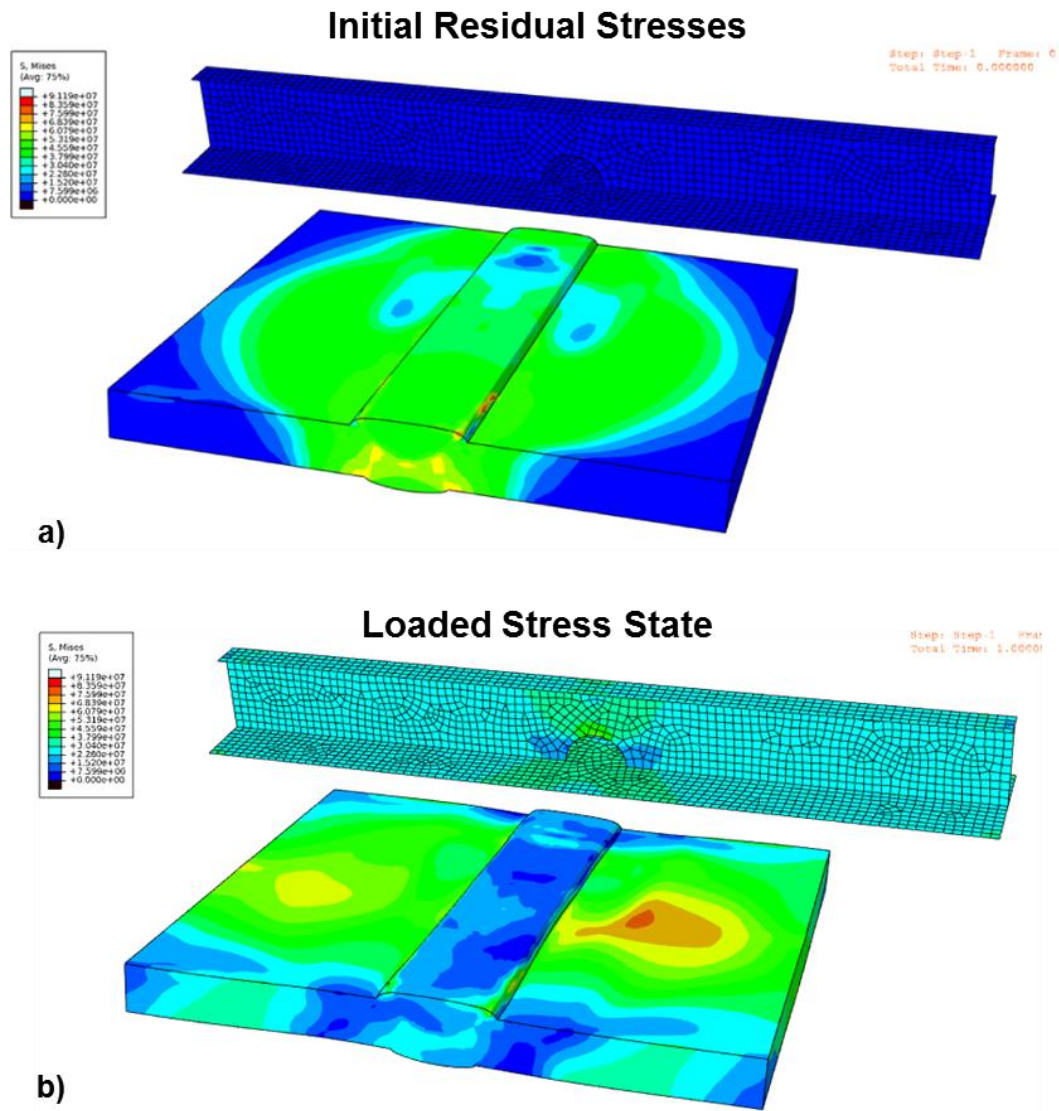 Initial Residual Stresses
Step: Step-1 Frame: 0
Total Time: 0.000000
S, Mises
(Avg: 75%)
+9.119e+07
+8.359e+07
+7.599e+07
+6.839e+07
+6.079e+07
+5.319e+07
+4.559e+07
+3.799e+07
+3.040e+07
+2.280e+07
+1.520e+07
+7.599e+06
+0.000e+00
a)
Loaded Stress State
Step: Step-1
Total Time: 1.00000
S, Mises
(Avg: 75%)
+9.119e+07
+8.359e+07
+7.599e+07
+6.839e+07
+6.079e+07
+5.319e+07
+4.559e+07
+3.799e+07
+3.040e+07
+2.280e+07
+1.520e+07
+7.599e+06
+0.000e+00
b)